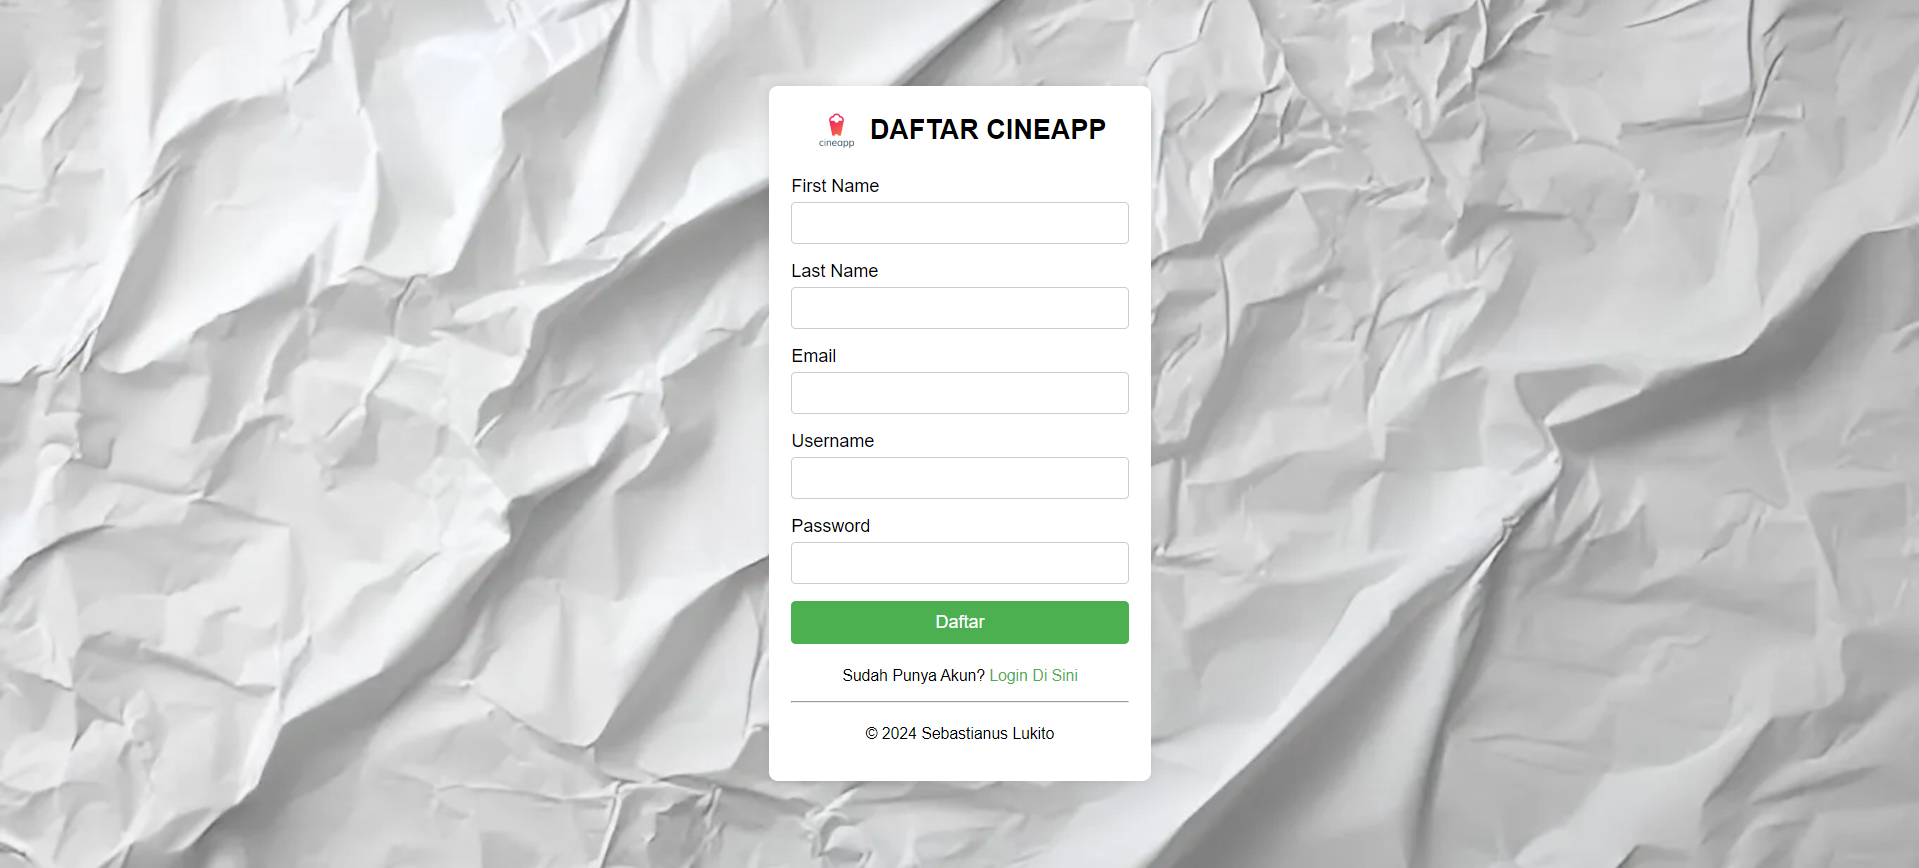 cineapp
DAFTAR CINEAPP
First Name
Last Name
Email
Username
Password
Daftar
Sudah Punya Akun? Login Di Sini
© 2024 Sebastianus Lukito